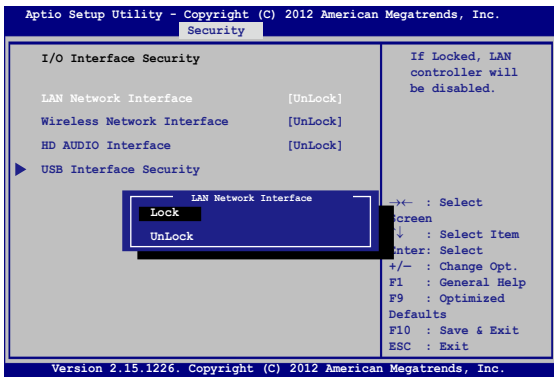 Aptio Setup Utility - Copyright (C) 2012 American Megatrends, Inc.
Security
I/O Interface Security
LAN Network Interface [UnLock]
Wireless Network Interface [UnLock]
HD AUDIO Interface [UnLock]
USB Interface Security
LAN Network Interface
Lock
UnLock
If Locked, LAN
controller will
be disabled.
→← : Select
Screen
↑↓ : Select Item
Enter: Select
+/— : Change Opt.
F1 : General Help
F9 : Optimized
Defaults
F10 : Save & Exit
ESC : Exit
Version 2.15.1226. Copyright (C) 2012 American Megatrends, Inc.